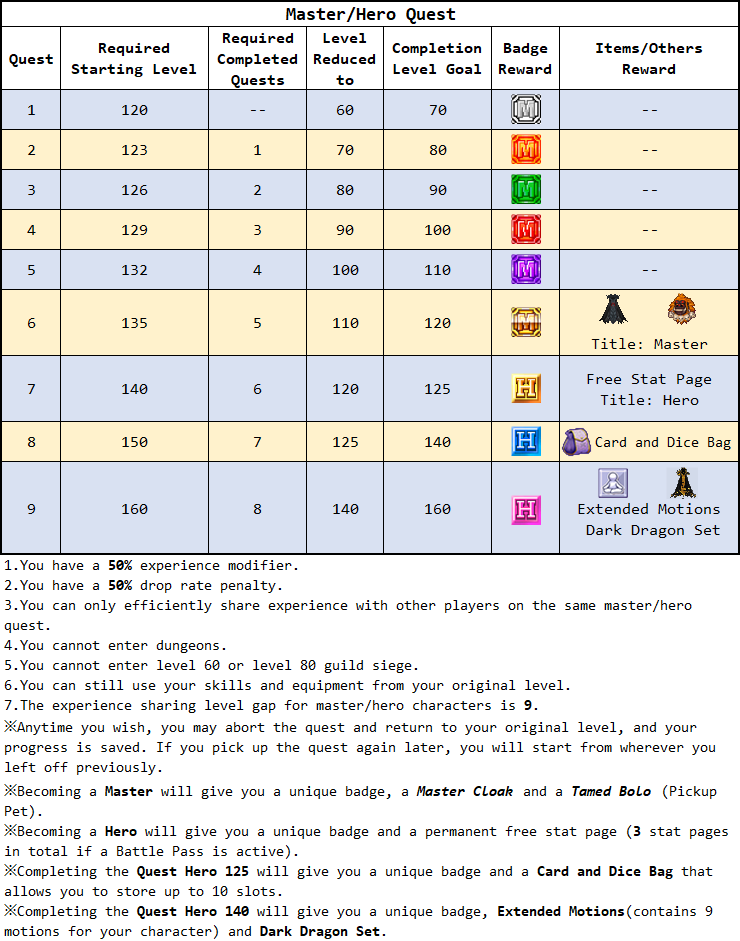 Master/Hero Quest
Quest Required Starting Level Required Completed Quests Level Reduced to Completion Level Goal Badge Reward Items/Others Reward
1 120 -- 60 70 M --
2 123 1 70 80 M --
3 126 2 80 90 M --
4 129 3 90 100 M --
5 132 4 100 110 M --
6 135 5 110 120 M Title: Master
7 140 6 120 125 H Free Stat Page
Title: Hero
8 150 7 125 140 H Card and Dice Bag
9 160 8 140 160 H Extended Motions
Dark Dragon Set
1.You have a 50% experience modifier.
2.You have a 50% drop rate penalty.
3.You can only efficiently share experience with other players on the same master/hero
quest.
4.You cannot enter dungeons.
5.You cannot enter level 60 or level 80 guild siege.
6.You can still use your skills and equipment from your original level.
7.The experience sharing level gap for master/hero characters is 9.
※Anytime you wish, you may abort the quest and return to your original level, and your
progress is saved. If you pick up the quest again later, you will start from wherever you
left off previously.
※Becoming a Master will give you a unique badge, a Master Cloak and a Tamed Bolo (Pickup
Pet).
※Becoming a Hero will give you a unique badge and a permanent free stat page (3 stat pages
in total if a Battle Pass is active).
※Completing the Quest Hero 125 will give you a unique badge and a Card and Dice Bag that
allows you to store up to 10 slots.
※Completing the Quest Hero 140 will give you a unique badge, Extended Motions(contains 9
motions for your character) and Dark Dragon Set.